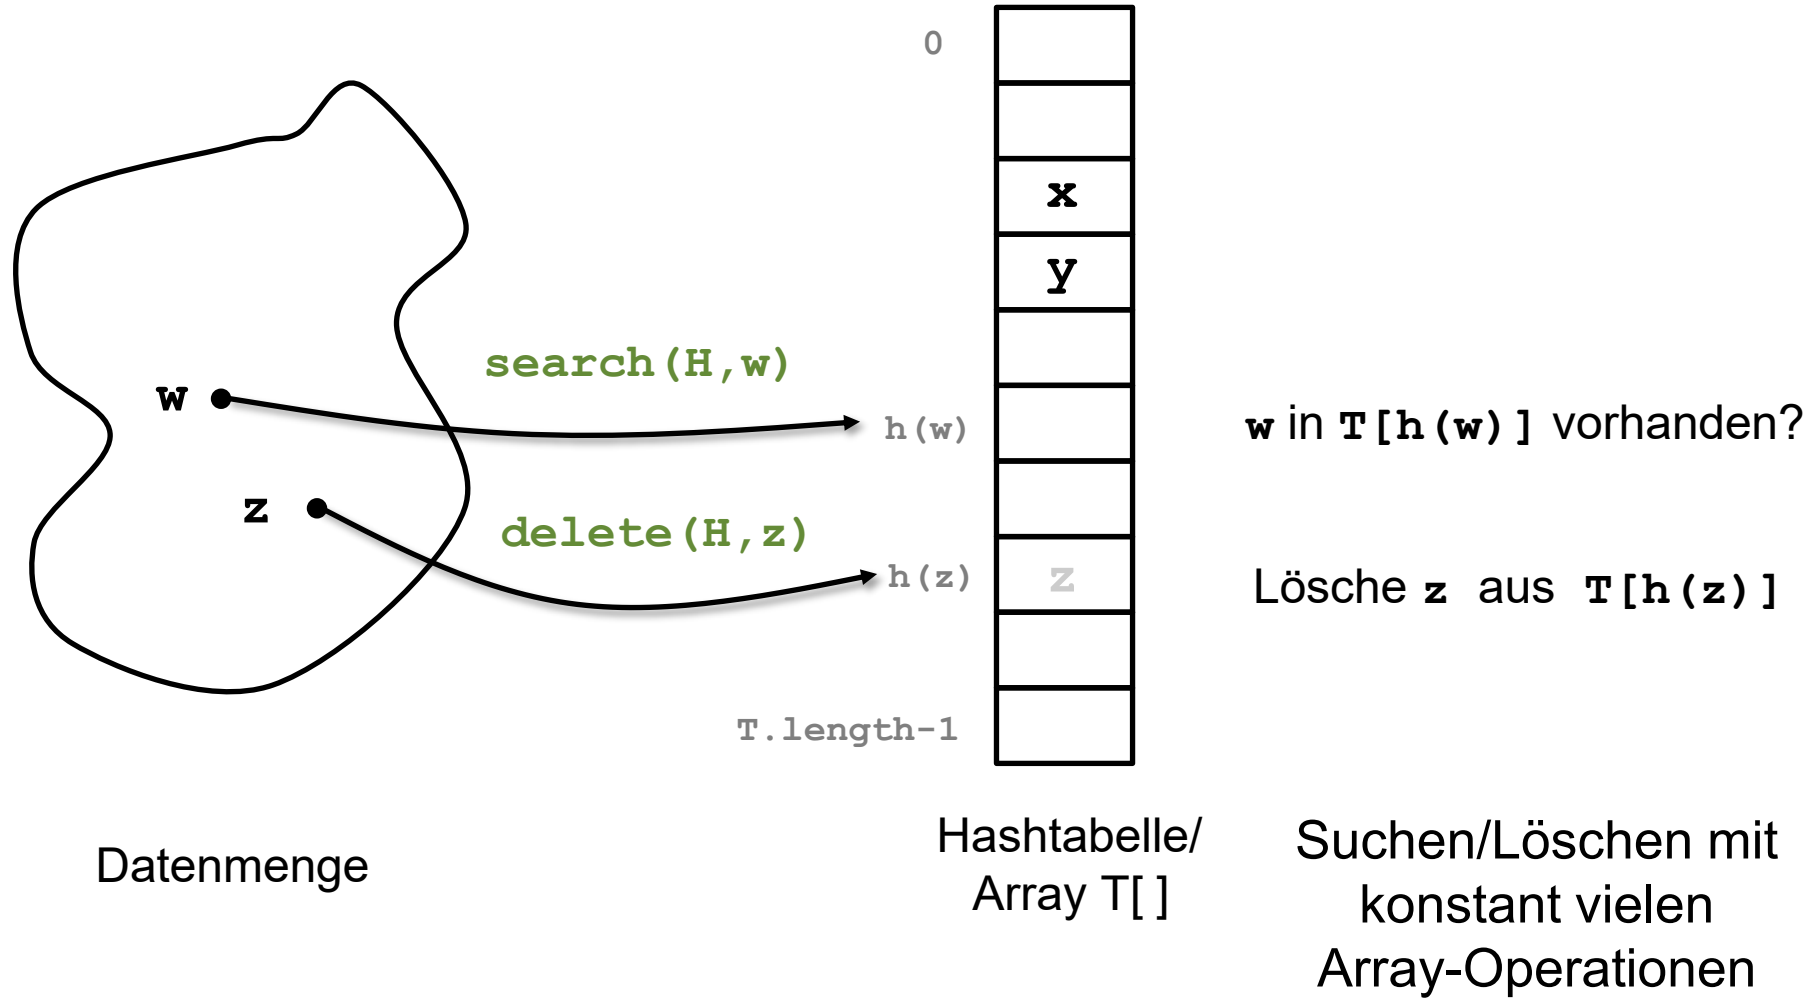 0
x
y
search(H,w)
w
h(w)
w in T[h(w)] vorhanden?
z
delete(H,z)
h(z)
z
Lösche z aus T[h(z)]
T.length-1
Datenmenge
Hashtabelle/
Array T[ ]
Suchen/Löschen mit
konstant vielen
Array-Operationen